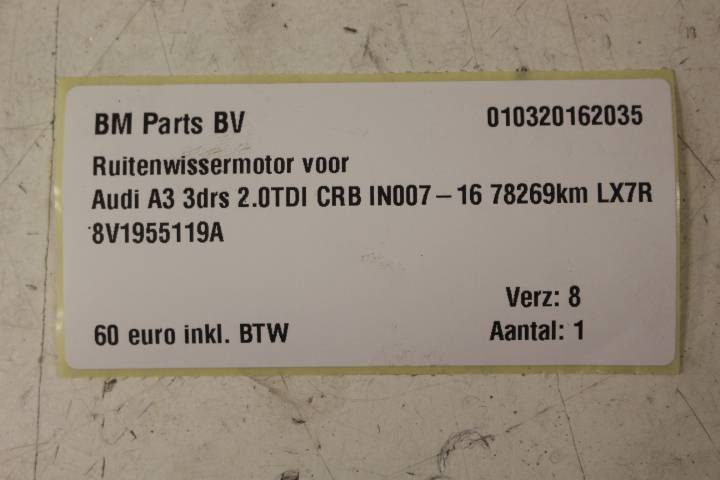 BM Parts BV 010320162035
Ruitenwissermotor voor
Audi A3 3drs 2.0TDI CRB IN007-16 78269km LX7R
8V1955119A
Verz: 8
60 euro inkl. BTW Aantal: 1